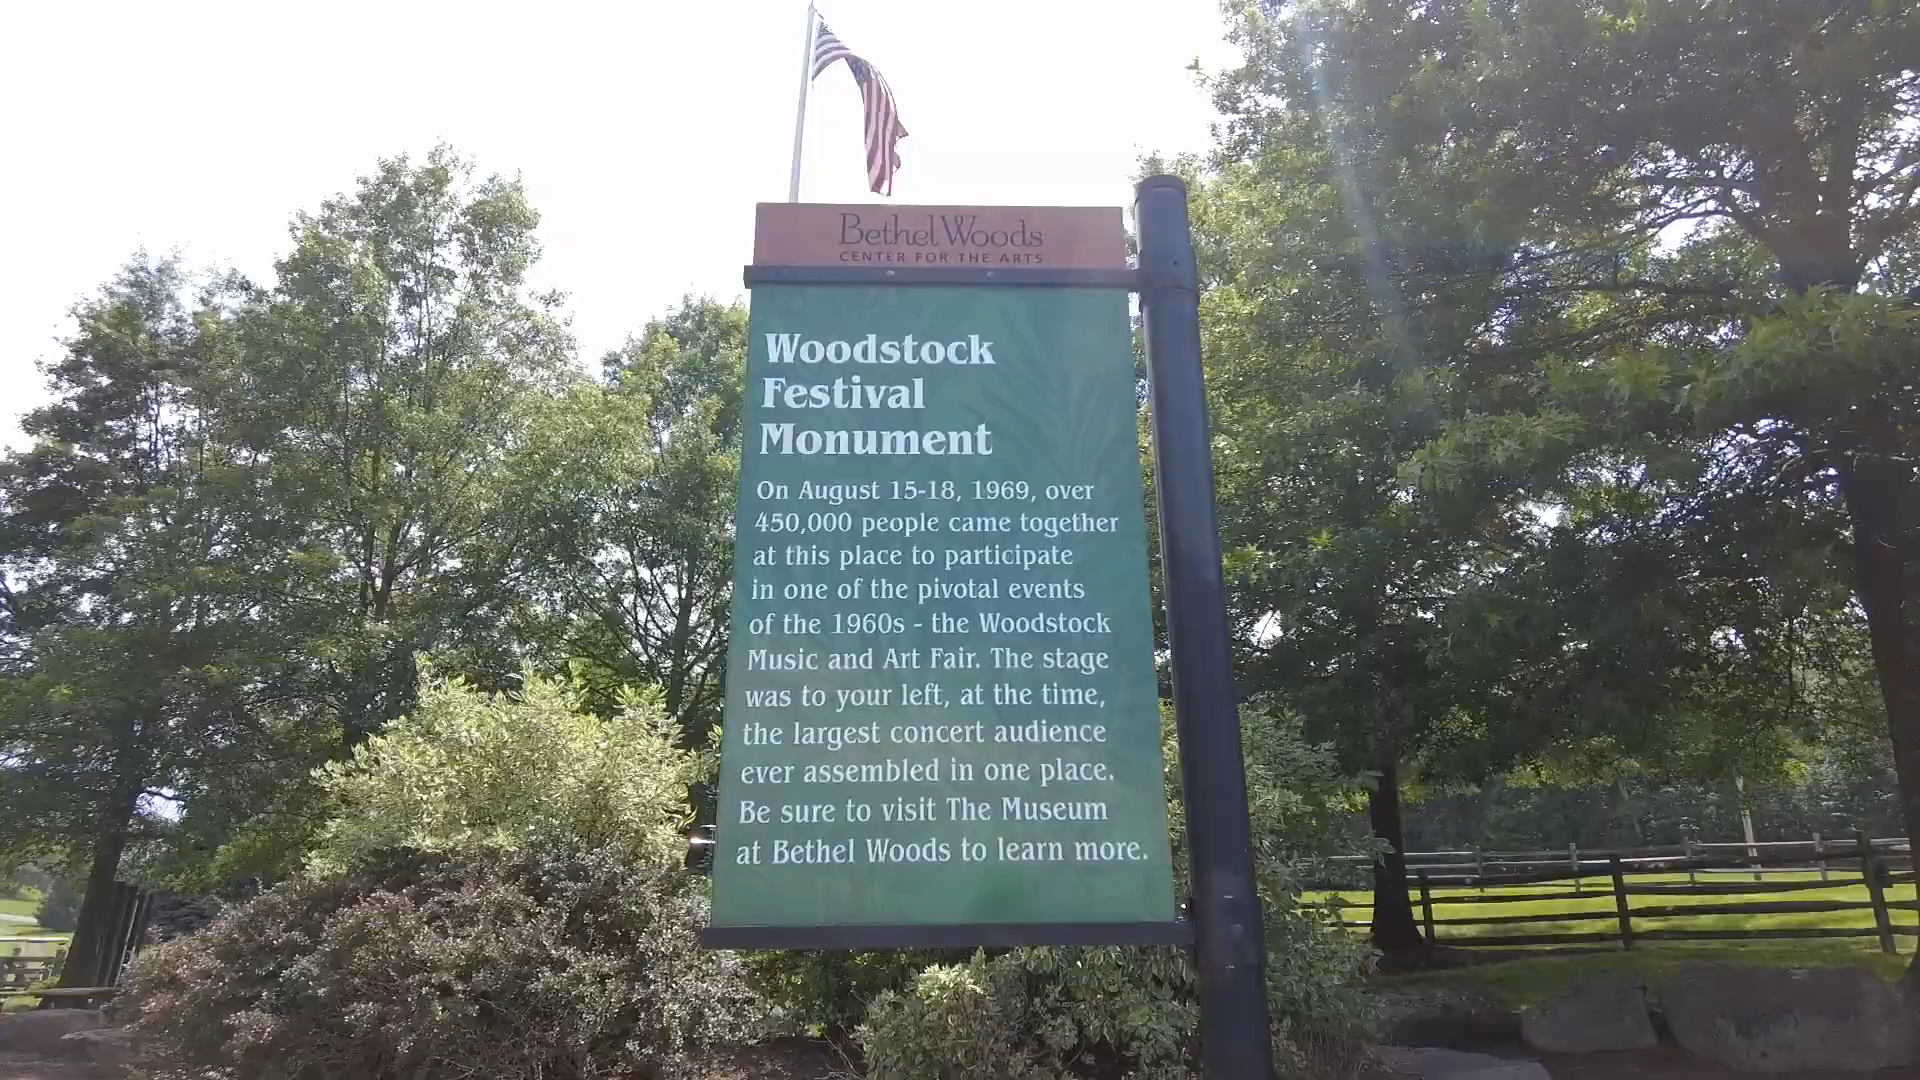 Bethel Woods
CENTER FOR THE ARTS
Woodstock
Festival
Monument
On August 15-18, 1969, over
450,000 people came together
at this place to participate
in one of the pivotal events
of the 1960s - the Woodstock
Music and Art Fair. The stage
was to your left, at the time,
the largest concert audience
ever assembled in one place.
Be sure to visit The Museum
at Bethel Woods to learn more.